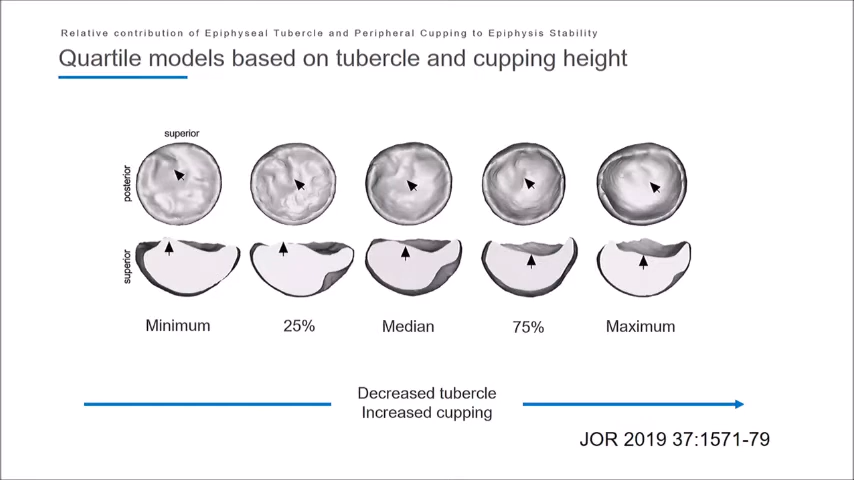 Relative contribution of Epiphyseal Tubercle and Peripheral Cupping to Epiphysis Stability
Quartile models based on tubercle and cupping height
superior
posterior
superior
Minimum 25% Median 75% Maximum
Decreased tubercle
Increased cupping
JOR 2019 37:1571-79